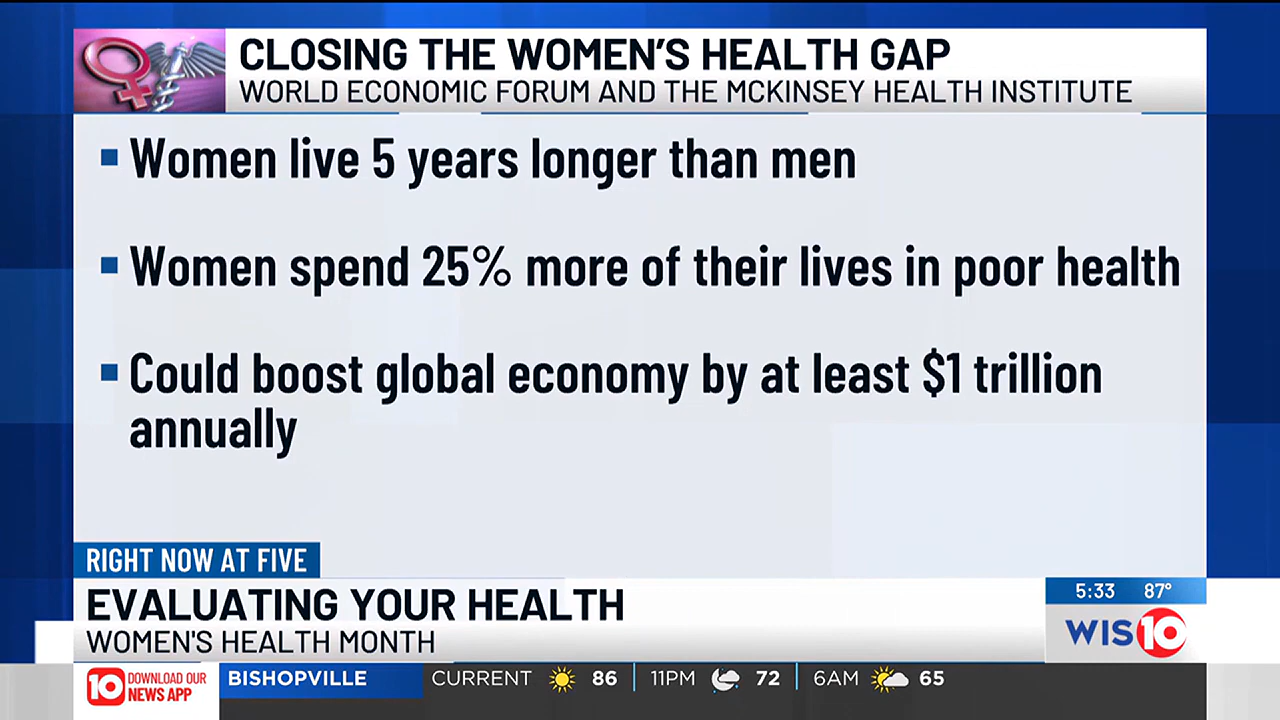 CLOSING THE WOMEN'S HEALTH GAP
WORLD ECONOMIC FORUM AND THE MCKINSEY HEALTH INSTITUTE
Women live 5 years longer than men
Women spend 25% more of their lives in poor health
Could boost global economy by at least $1 trillion
annually
RIGHT NOW AT FIVE
EVALUATING YOUR HEALTH
WOMEN'S HEALTH MONTH
5:33 87°
WIS10
10 DOWNLOAD OUR
NEWS APP
BISHOPVILLE CURRENT 86 11PM 72 6AM 65